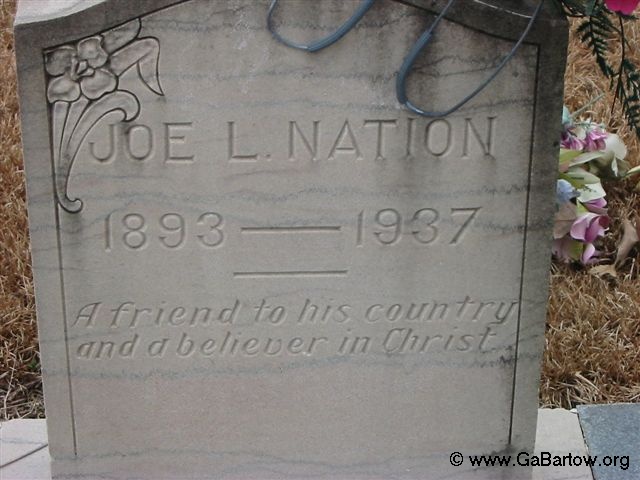 JOE L. NATION
1893 — 1937
A friend to his country
and a believer in Christ
© www.GaBartow.org